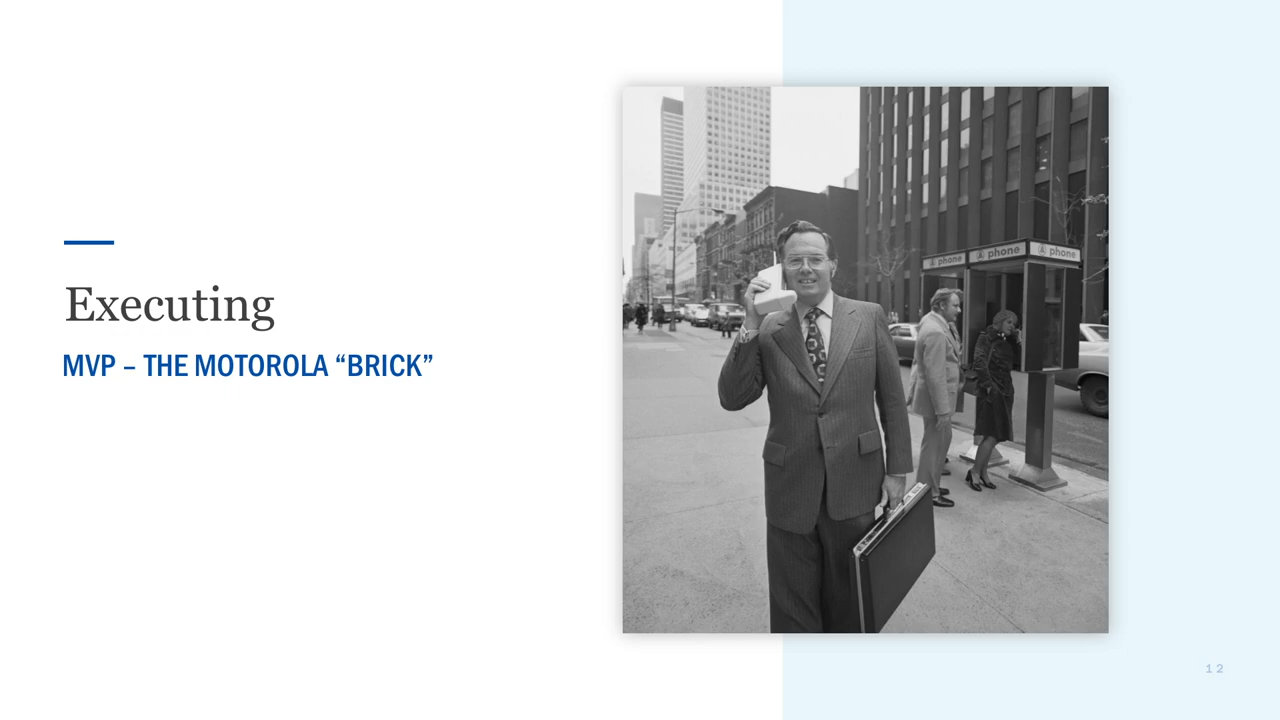 Executing
MVP – THE MOTOROLA “BRICK”
phone
phone
phone
12